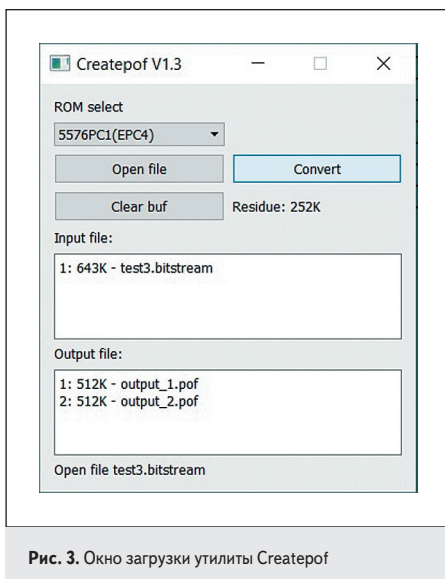 Createpof V1.3
ROM select
5576PC1(EPC4)
Open file
Convert
Clear buf
Residue: 252K
Input file:
1: 643K - test3.bitstream
Output file:
1: 512K - output_1.pof
2: 512K - output_2.pof
Open file test3.bitstream
Рис. 3. Окно загрузки утилиты Createpof